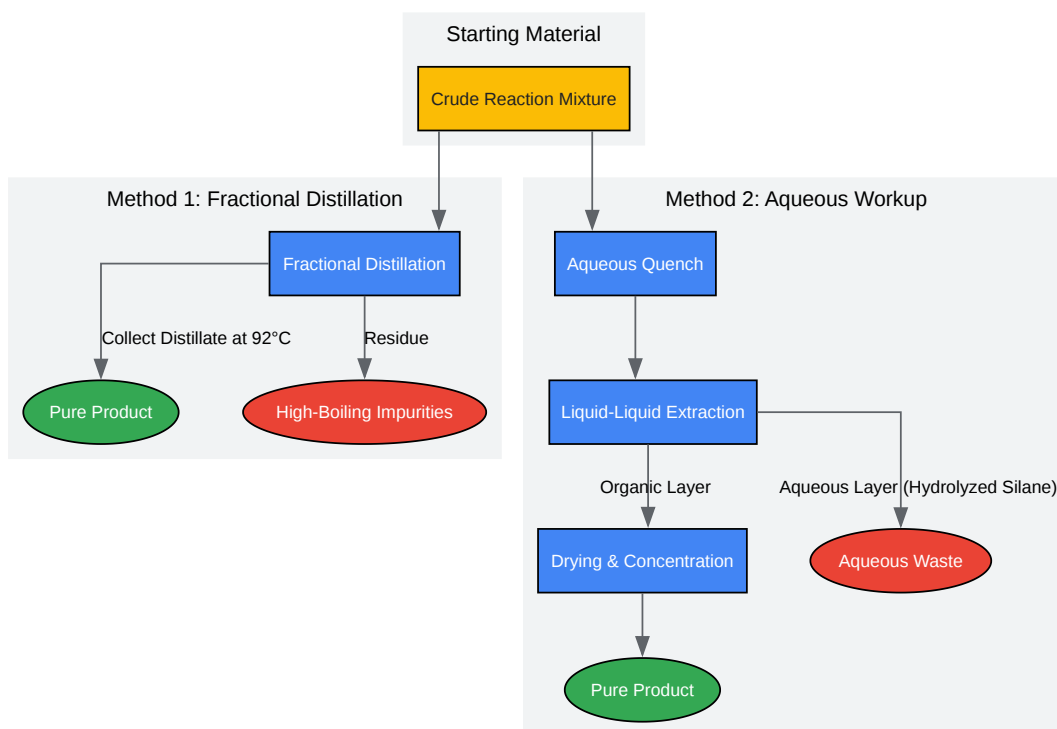 Starting Material
Crude Reaction Mixture
Method 1: Fractional Distillation
Fractional Distillation
Collect Distillate at 92°C
Residue
Pure Product
High-Boiling Impurities
Method 2: Aqueous Workup
Aqueous Quench
Liquid-Liquid Extraction
Organic Layer
Aqueous Layer (Hydrolyzed Silane)
Drying & Concentration
Aqueous Waste
Pure Product